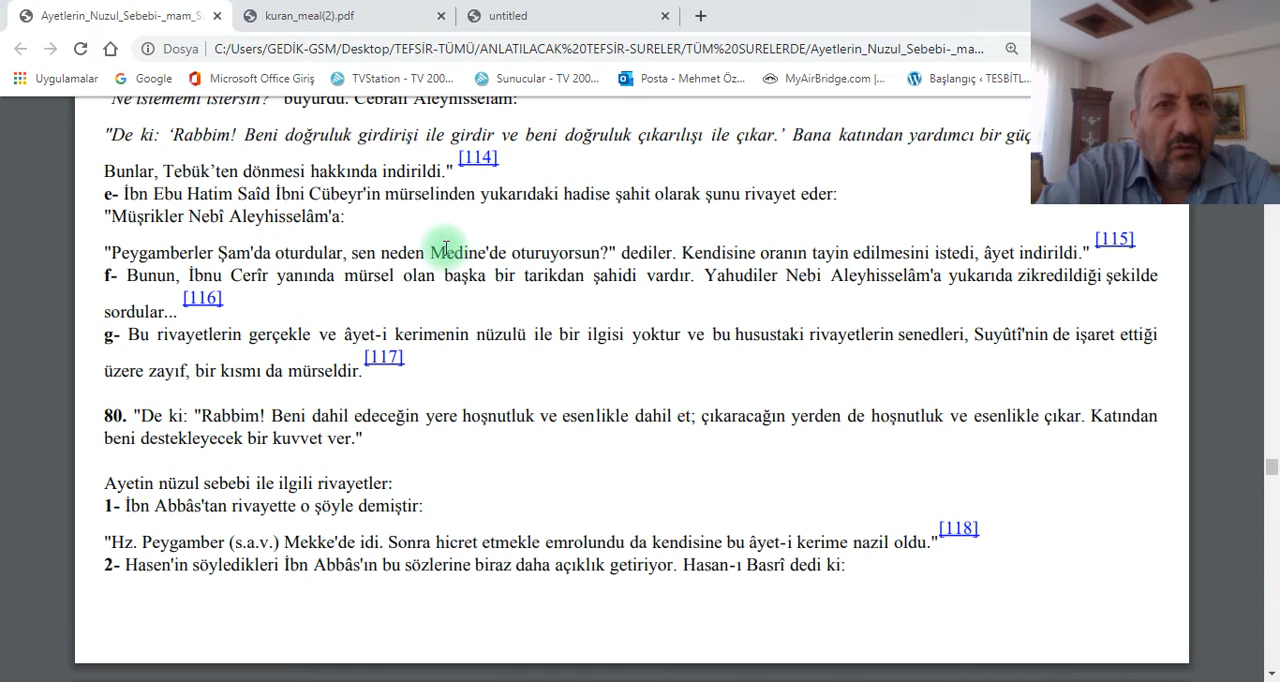 Ayetlerin_Nuzul_Sebebi-_mam_S
kuran_meal(2).pdf
untitled
Dosya
C:/Users/GEDİK-GSM/Desktop/TEFSİR-TÜMÜ/ANLATILACAK%20TEFSİR-SURELER/TÜM%20SURELERDE/Ayetlerin_Nuzul_Sebebi-_ma...
Uygulamalar
Google
Microsoft Office Giriş
TVStation - TV 200...
Sunucular - TV 200...
Posta - Mehmet Öz...
MyAirBridge.com |...
Başlangıç ‹ TESBİTL...
"Ne istememi istersin?" buyurdu. Cebrail Aleyhisselâm:
"De ki: ‘Rabbim! Beni doğruluk girdirişi ile girdir ve beni doğruluk çıkarılışı ile çıkar.’ Bana katından yardımcı bir güç
Bunlar, Tebük’ten dönmesi hakkında indirildi." [114]
e- İbn Ebu Hatim Saîd İbni Cübeyr'in mürselinden yukarıdaki hadise şahit olarak şunu rivayet eder:
"Müşrikler Nebî Aleyhisselâm'a:
"Peygamberler Şam'da oturdular, sen neden Medine'de oturuyorsun?" dediler. Kendisine oranın tayin edilmesini istedi, âyet indirildi." [115]
f- Bunun, İbnu Cerîr yanında mürsel olan başka bir tarikdan şahidi vardır. Yahudiler Nebi Aleyhisselâm'a yukarıda zikredildiği şekilde
sordular... [116]
g- Bu rivayetlerin gerçekle ve âyet-i kerimenin nüzulü ile bir ilgisi yoktur ve bu husustaki rivayetlerin senedleri, Suyûtî'nin de işaret ettiği
üzere zayıf, bir kısmı da mürseldir. [117]
80. "De ki: "Rabbim! Beni dahil edeceğin yere hoşnutluk ve esenlikle dahil et; çıkaracağın yerden de hoşnutluk ve esenlikle çıkar. Katından
beni destekleyecek bir kuvvet ver."
Ayetin nüzul sebebi ile ilgili rivayetler:
1- İbn Abbâs'tan rivayette o şöyle demiştir:
"Hz. Peygamber (s.a.v.) Mekke'de idi. Sonra hicret etmekle emrolundu da kendisine bu âyet-i kerime nazil oldu." [118]
2- Hasen'in söyledikleri İbn Abbâs'ın bu sözlerine biraz daha açıklık getiriyor. Hasan-ı Basrî dedi ki: